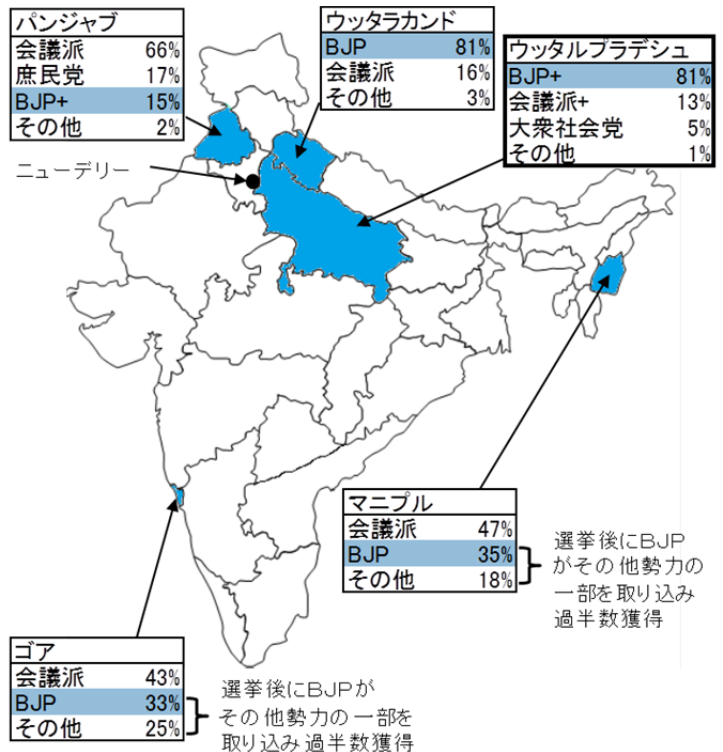 パンジャブ
会議派 66%
庶民党 17%
BJP+ 15%
その他 2%
ウッタラカンド
BJP 81%
会議派 16%
その他 3%
ウッタルプラデシュ
BJP+ 81%
会議派+ 13%
大衆社会党 5%
その他 1%
ニューデリー
マニプル
会議派 47%
BJP 35%
その他 18%
選挙後にBJP
がその他勢力の
一部を取り込み
過半数獲得
ゴア
会議派 43%
BJP 33%
その他 25%
選挙後にBJPが
その他勢力の一部を
取り込み過半数獲得